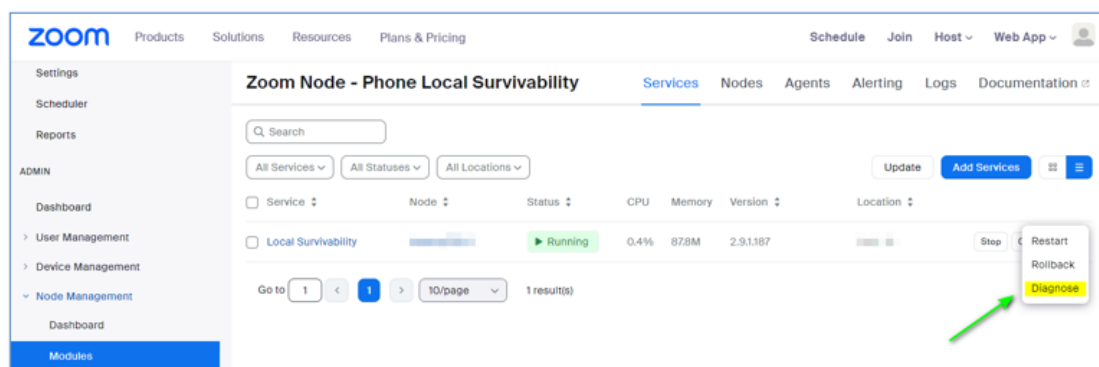 zoom Products Solutions Resources Plans & Pricing Schedule Join Host Web App
Settings
Scheduler
Reports
ADMIN
Dashboard
User Management
Device Management
Node Management
Dashboard
Modules
Zoom Node - Phone Local Survivability Services Nodes Agents Alerting Logs Documentation
Search
All Services All Statuses All Locations Update Add Services
Service Node Status CPU Memory Version Location
Local Survivability Running 0.4% 87.8M 2.9.1.187 Stop
Restart
Rollback
Diagnose
Go to 1 1 10/page 1 result(s)